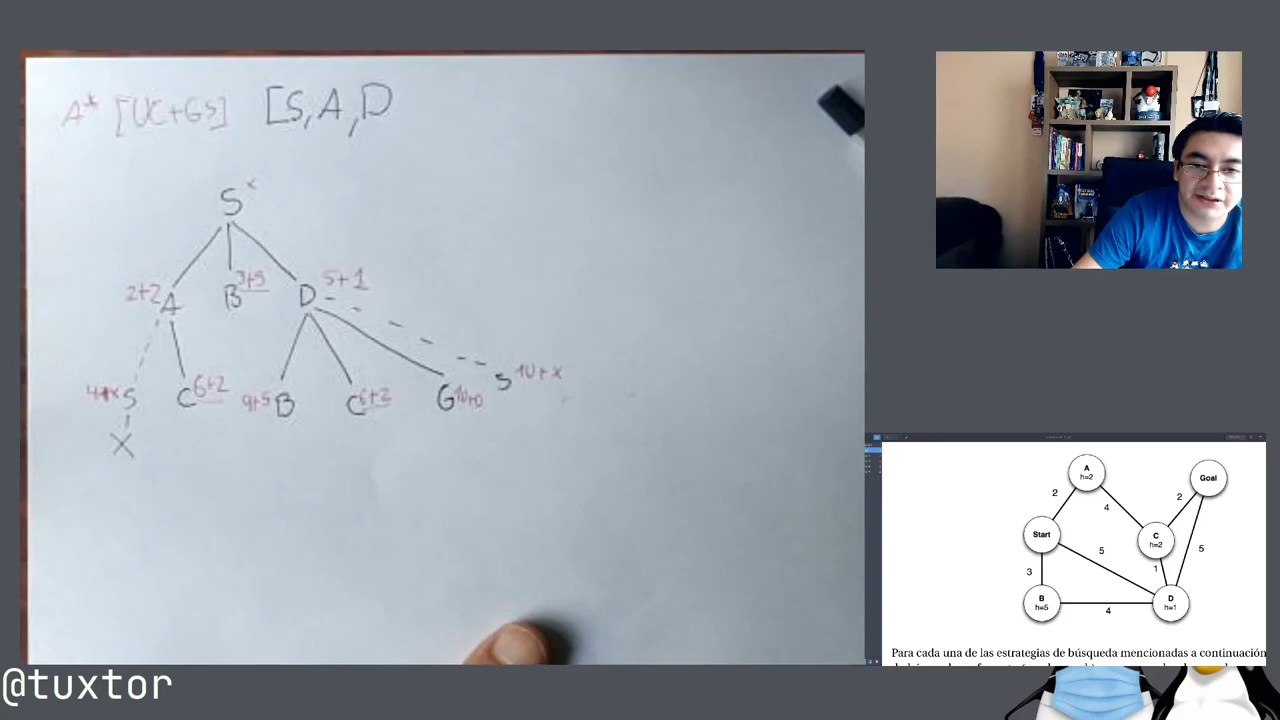 A* [UC+GS] [S,A,D
S x
2+2 A B 3+5 D 5+1
4+x S C 6+2 9+5 B C 6+2 G 10+0 S 10+x
X
A
h=2
Goal
2
2
4
Start
C
h=2
5
5
3
1
B
h=5
D
h=1
4
Para cada una de las estrategias de búsqueda mencionadas a continuación
@tuxtor